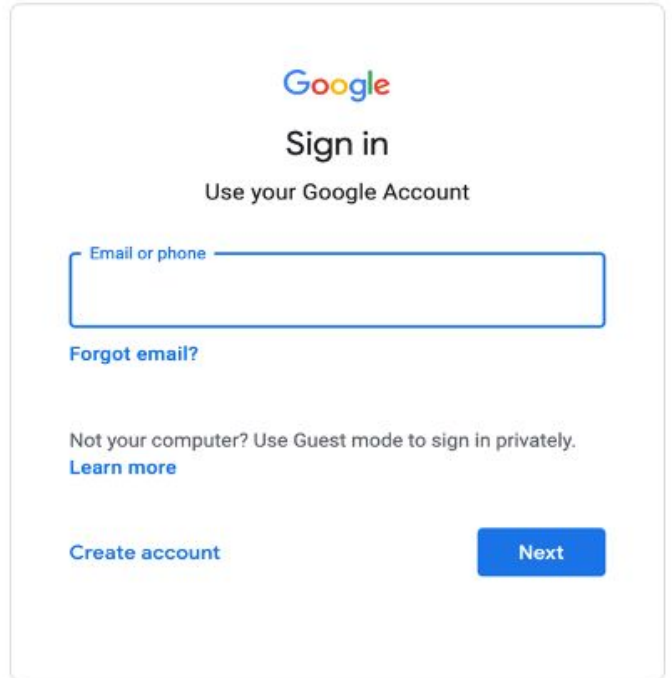 Google
Sign in
Use your Google Account
Email or phone
Forgot email?
Not your computer? Use Guest mode to sign in privately.
Learn more
Create account
Next